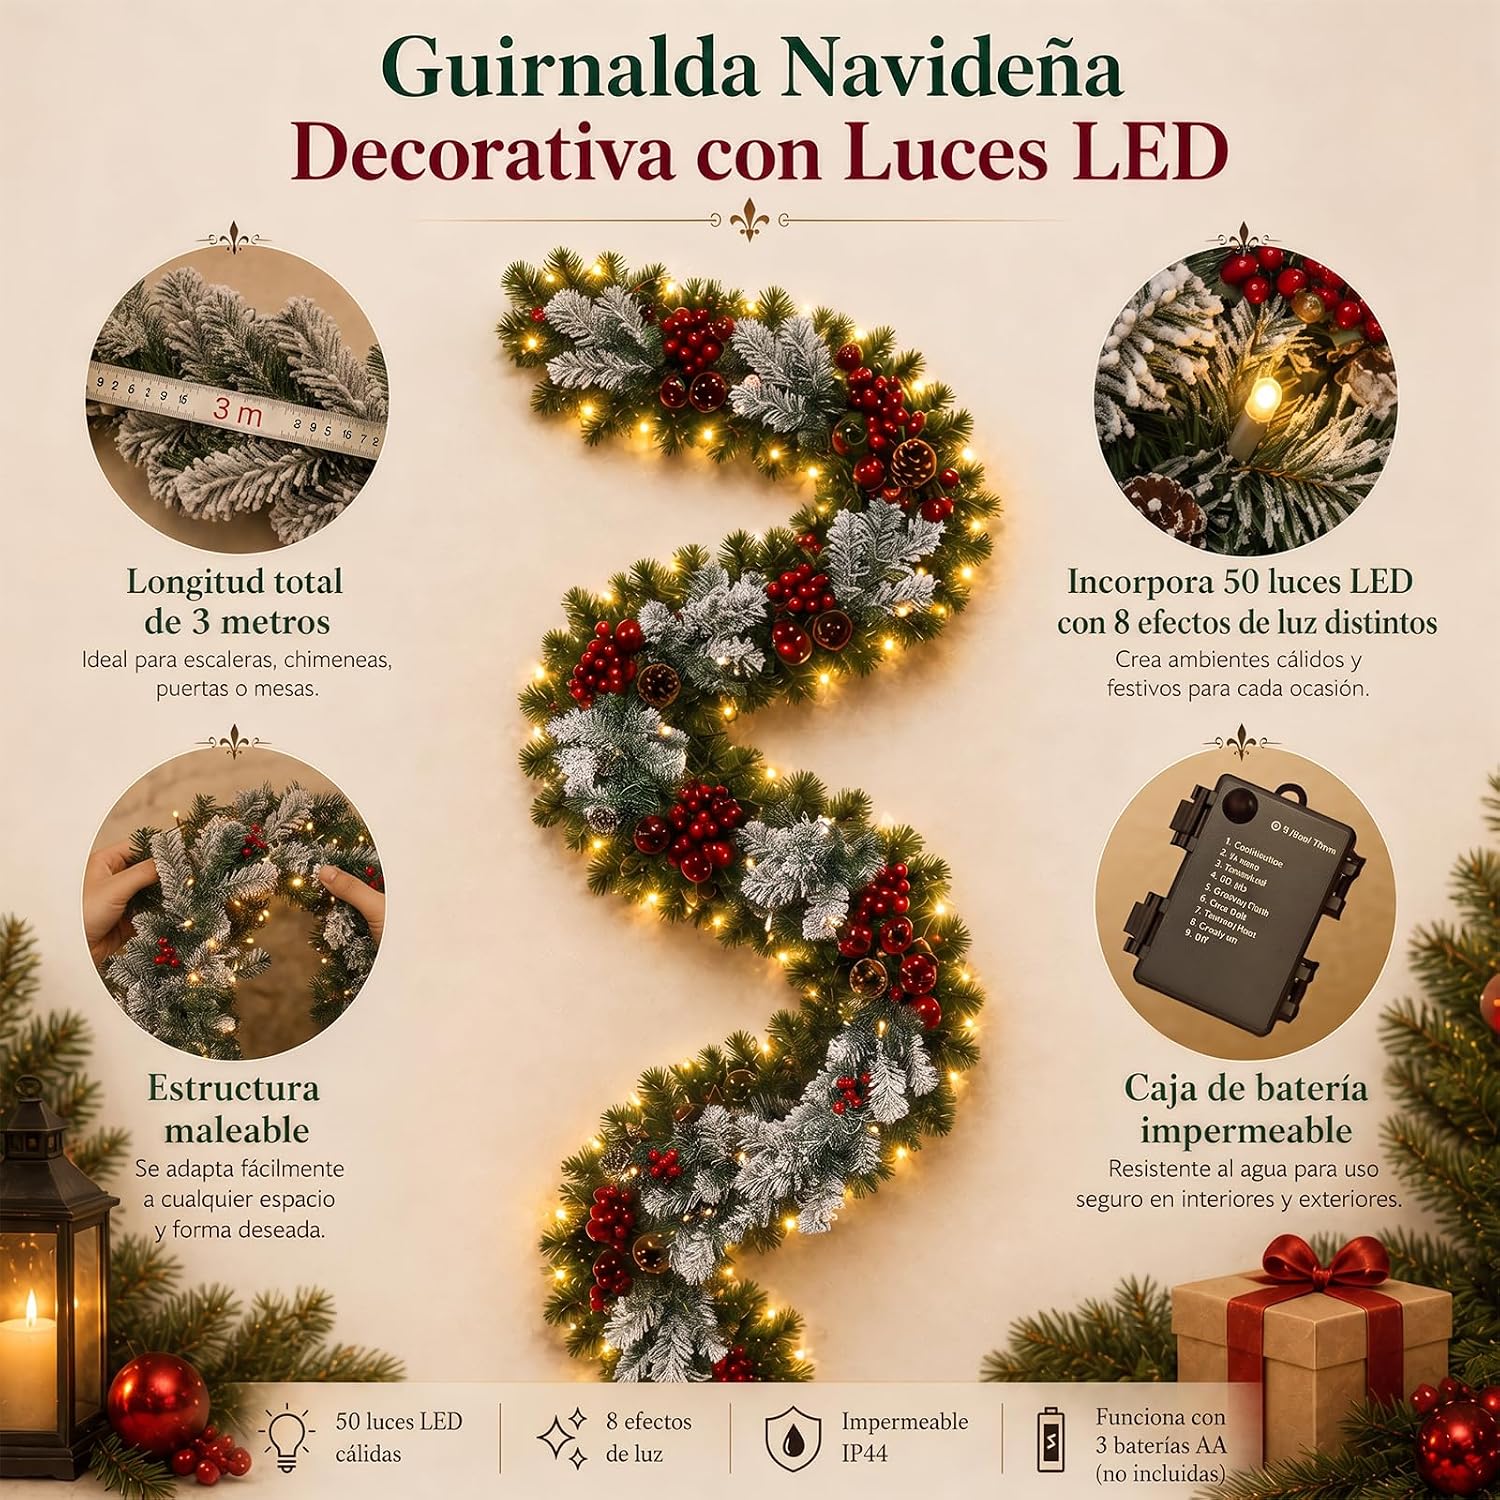 Guirnalda Navideña
Decorativa con Luces LED
3 m
Longitud total
de 3 metros
Ideal para escaleras, chimeneas,
puertas o mesas.
Incorpora 50 luces LED
con 8 efectos de luz distintos
Crea ambientes cálidos y
festivos para cada ocasión.
Estructura
maleable
Se adapta fácilmente
a cualquier espacio
y forma deseada.
Caja de batería
impermeable
Resistente al agua para uso
seguro en interiores y exteriores.
50 luces LED
cálidas
8 efectos
de luz
Impermeable
IP44
Funciona con
3 baterías AA
(no incluidas)